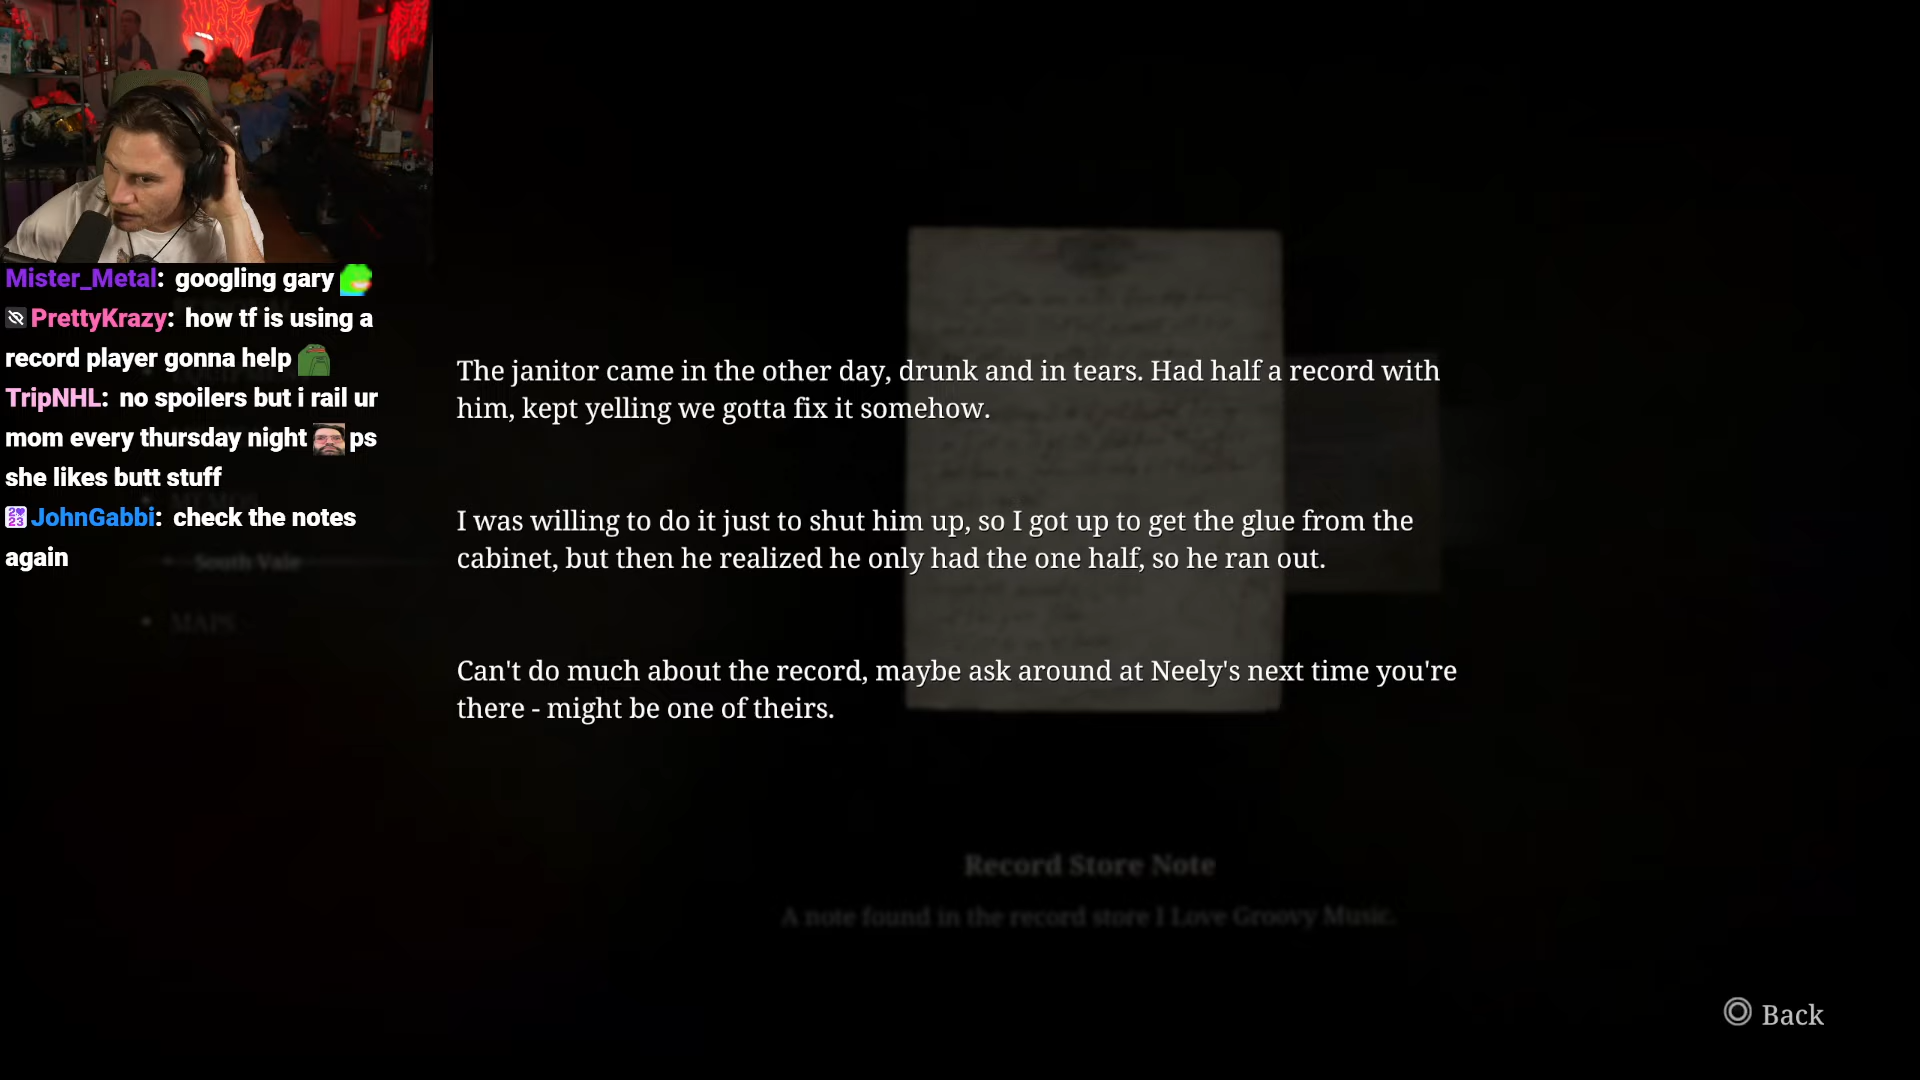 Mister_Metal: googling gary
PrettyKrazy: how tf is using a
record player gonna help
TripNHL: no spoilers but i rail ur
mom every thursday night ps
she likes butt stuff
JohnGabbi: check the notes
again
MEMOS
South Vale
MAPS
The janitor came in the other day, drunk and in tears. Had half a record with
him, kept yelling we gotta fix it somehow.
I was willing to do it just to shut him up, so I got up to get the glue from the
cabinet, but then he realized he only had the one half, so he ran out.
Can't do much about the record, maybe ask around at Neely's next time you're
there - might be one of theirs.
Record Store Note
A note found in the record store I Love Groovy Music.
Back